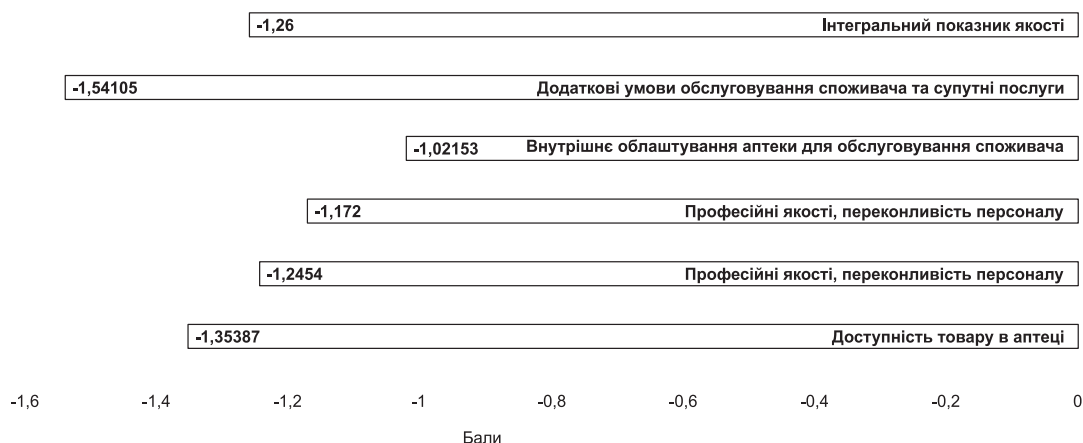 -1,26 Інтегральний показник якості
-1,54105 Додаткові умови обслуговування споживача та супутні послуги
-1,02153 Внутрішнє облаштування аптеки для обслуговування споживача
-1,172 Професійні якості, переконливість персоналу
-1,2454 Професійні якості, переконливість персоналу
-1,35387 Доступність товару в аптеці
-1,6 -1,4 -1,2 -1 -0,8 -0,6 -0,4 -0,2 0
Бали